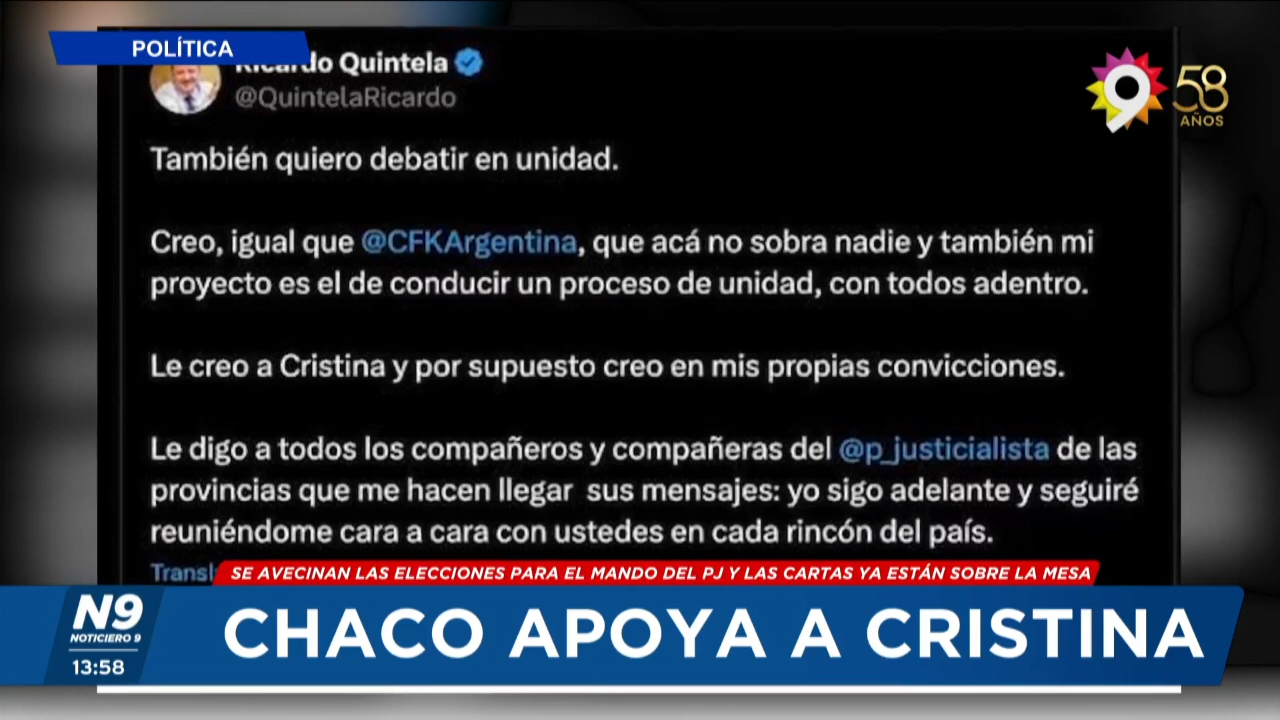 POLÍTICA
Ricardo Quintela
@QuintelaRicardo
9 58
AÑOS
También quiero debatir en unidad.
Creo, igual que @CFKArgentina, que acá no sobra nadie y también mi
proyecto es el de conducir un proceso de unidad, con todos adentro.
Le creo a Cristina y por supuesto creo en mis propias convicciones.
Le digo a todos los compañeros y compañeras del @p_justicialista de las
provincias que me hacen llegar sus mensajes: yo sigo adelante y seguiré
reuniéndome cara a cara con ustedes en cada rincón del país.
Transl
SE AVECINAN LAS ELECCIONES PARA EL MANDO DEL PJ Y LAS CARTAS YA ESTÁN SOBRE LA MESA
N9
NOTICIERO 9
13:58
CHACO APOYA A CRISTINA